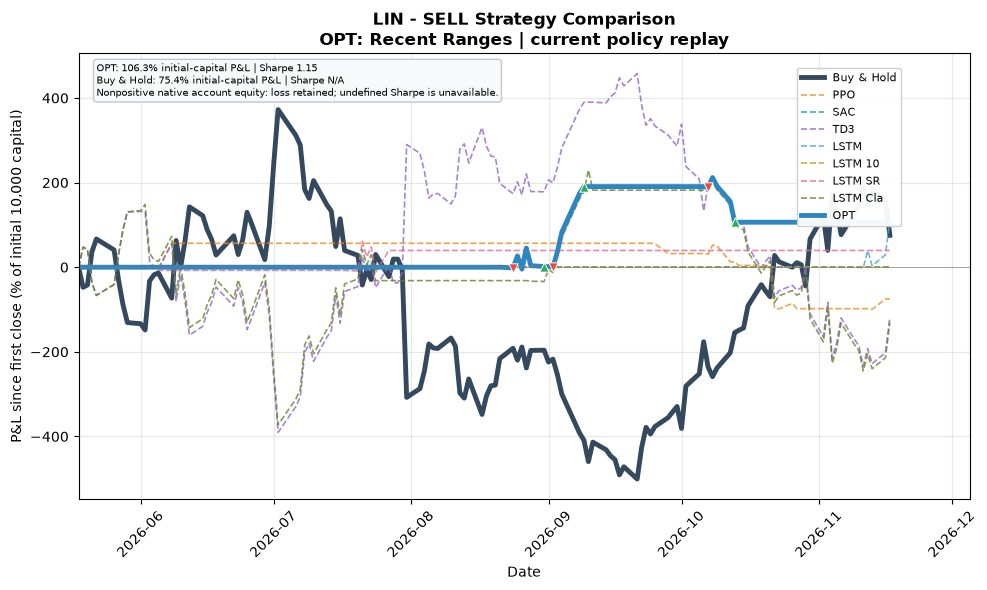 LIN - SELL Strategy Comparison
OPT: Recent Ranges | current policy replay
OPT: 106.3% initial-capital P&L | Sharpe 1.15
Buy & Hold: 75.4% initial-capital P&L | Sharpe N/A
Nonpositive native account equity: loss retained; undefined Sharpe is unavailable.
Buy & Hold
PPO
SAC
TD3
LSTM
LSTM 10
LSTM SR
LSTM Cla
OPT
P&L since first close (% of initial 10,000 capital)
400
200
0
−200
−400
2026-06
2026-07
2026-08
2026-09
2026-10
2026-11
2026-12
Date